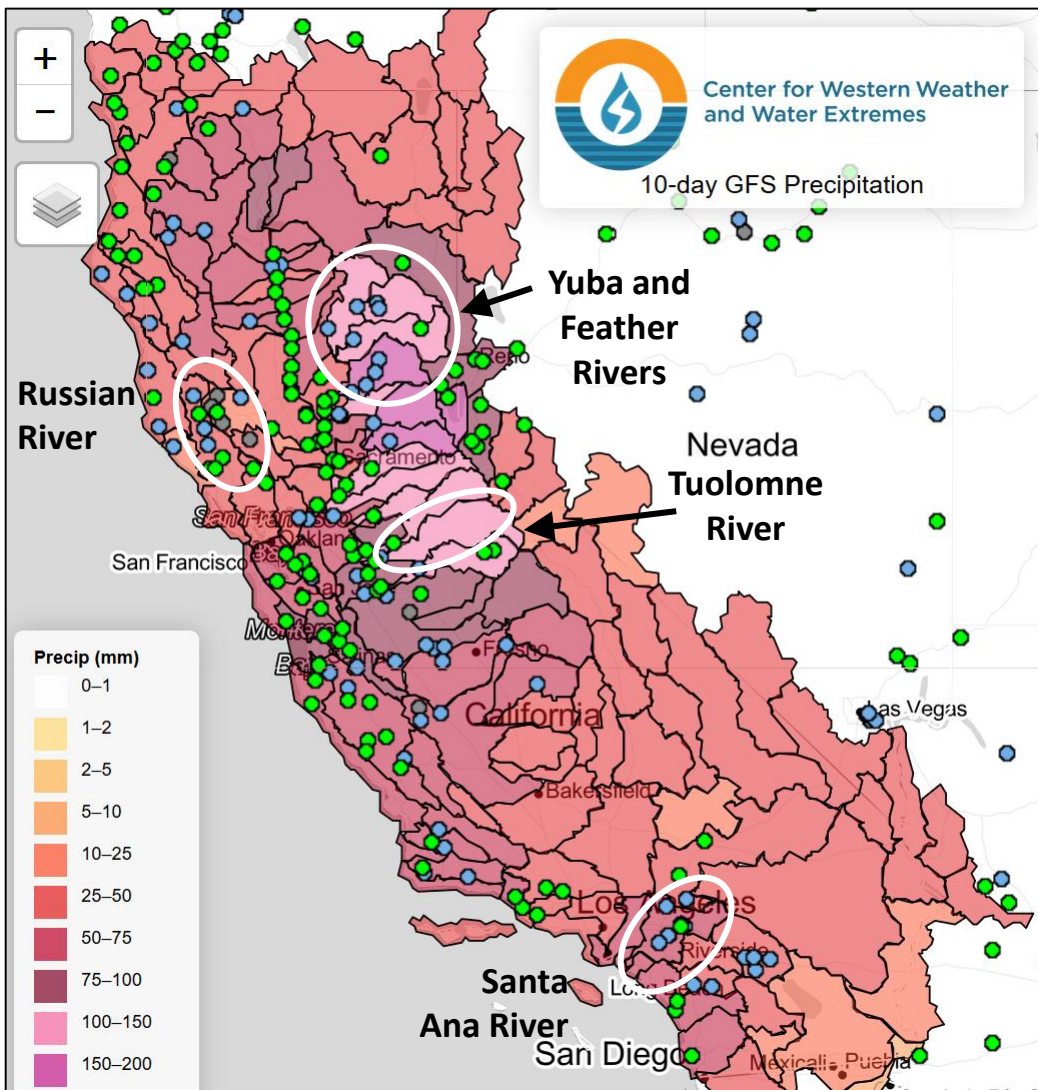 +
−
Center for Western Weather
and Water Extremes
10-day GFS Precipitation
Yuba and
Feather
Rivers
Reno
Russian
River
Nevada
Sacramento
Tuolomne
River
San Francisco
Oakland
San Francisco
Fresno
California
Las Vegas
Bakersfield
Los Angeles
Riverside
Long Beach
Santa
Ana River
San Diego
Mexicali
Precip (mm)
0–1
1–2
2–5
5–10
10–25
25–50
50–75
75–100
100–150
150–200